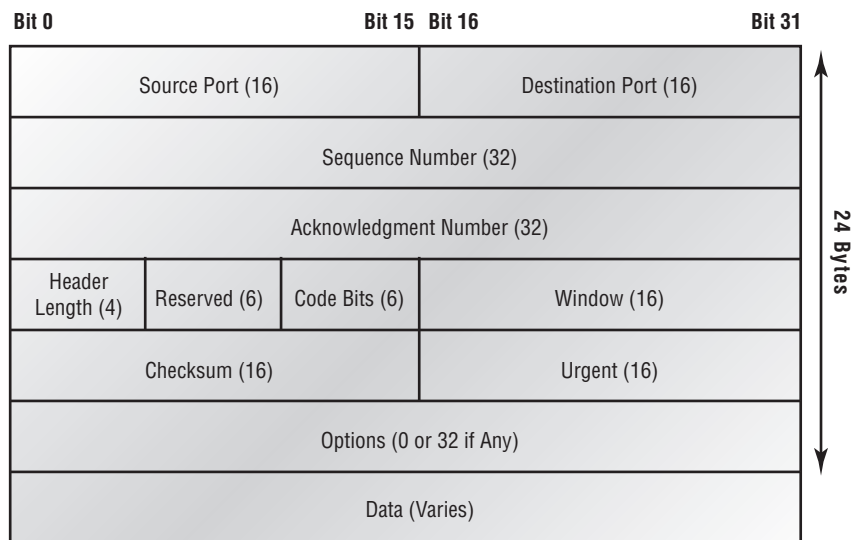 Bit 0 Bit 15 Bit 16 Bit 31
Source Port (16) Destination Port (16)
Sequence Number (32)
Acknowledgment Number (32)
Header
Length (4) Reserved (6) Code Bits (6) Window (16)
Checksum (16) Urgent (16)
Options (0 or 32 if Any)
Data (Varies)
24 Bytes